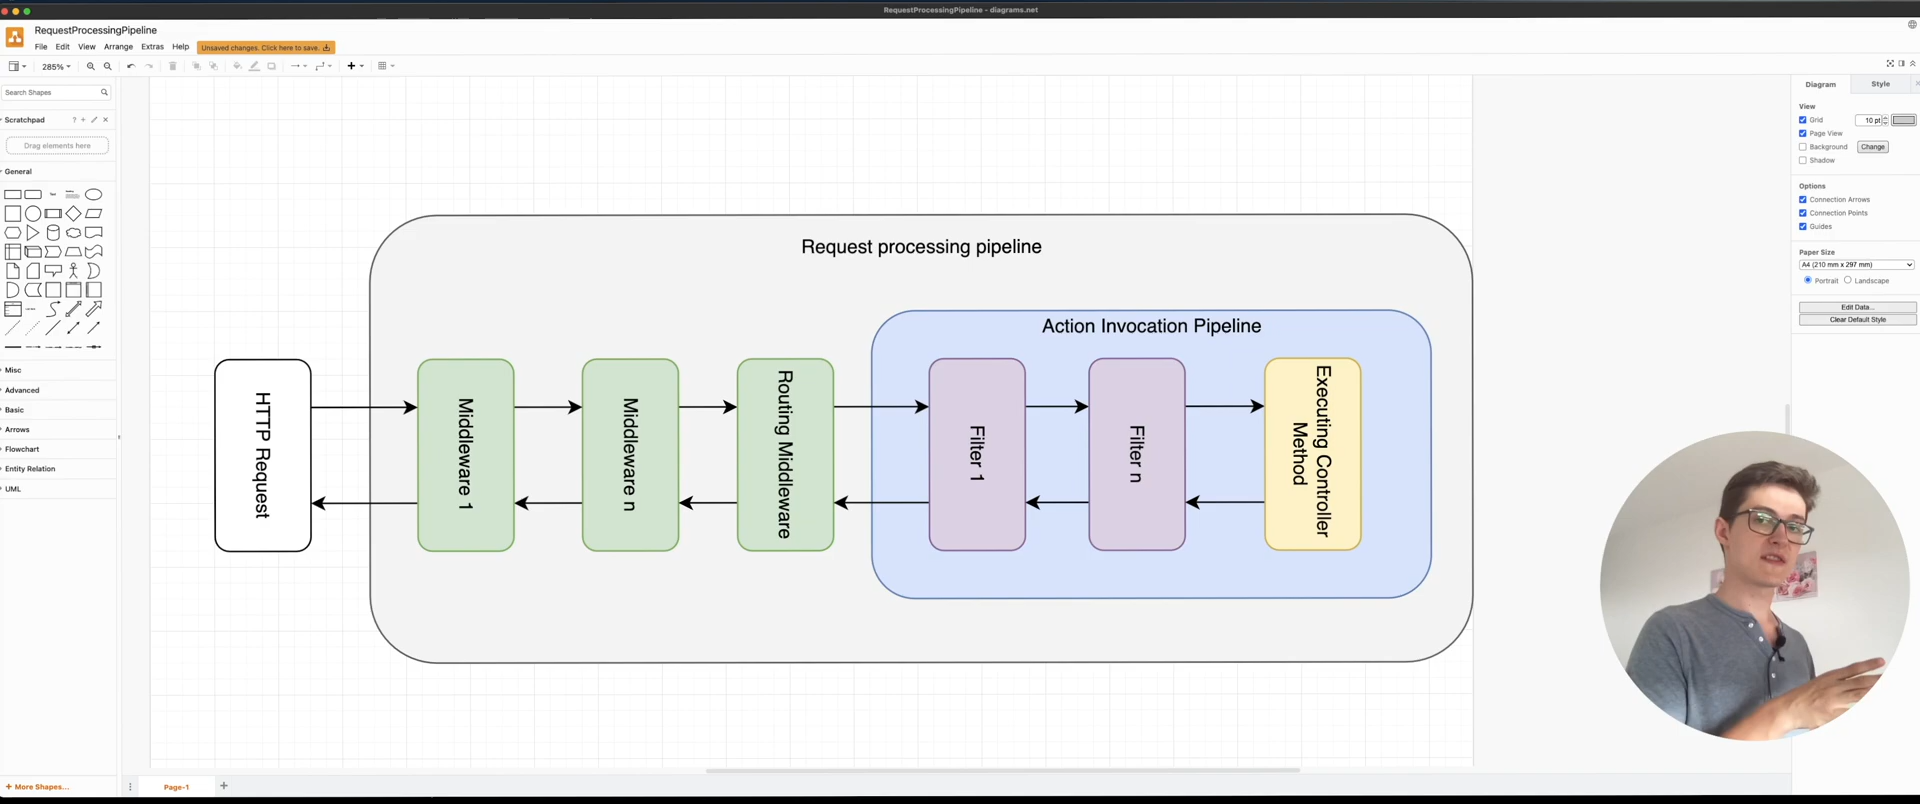 RequestProcessingPipeline - diagrams.net
RequestProcessingPipeline
File Edit View Arrange Extras Help Unsaved changes. Click here to save.
285%
Search Shapes
Scratchpad ? + ×
Drag elements here
General
Text
Misc
Advanced
Basic
Arrows
Flowchart
Entity Relation
UML
+ More Shapes...
Request processing pipeline
Action Invocation Pipeline
HTTP Request
Middleware 1
Middleware n
Routing Middleware
Filter 1
Filter n
Executing Controller
Method
Page-1
Diagram Style
View
Grid 10 pt
Page View
Background Change
Shadow
Options
Connection Arrows
Connection Points
Guides
Paper Size
A4 (210 mm x 297 mm)
Portrait Landscape
Edit Data...
Clear Default Style